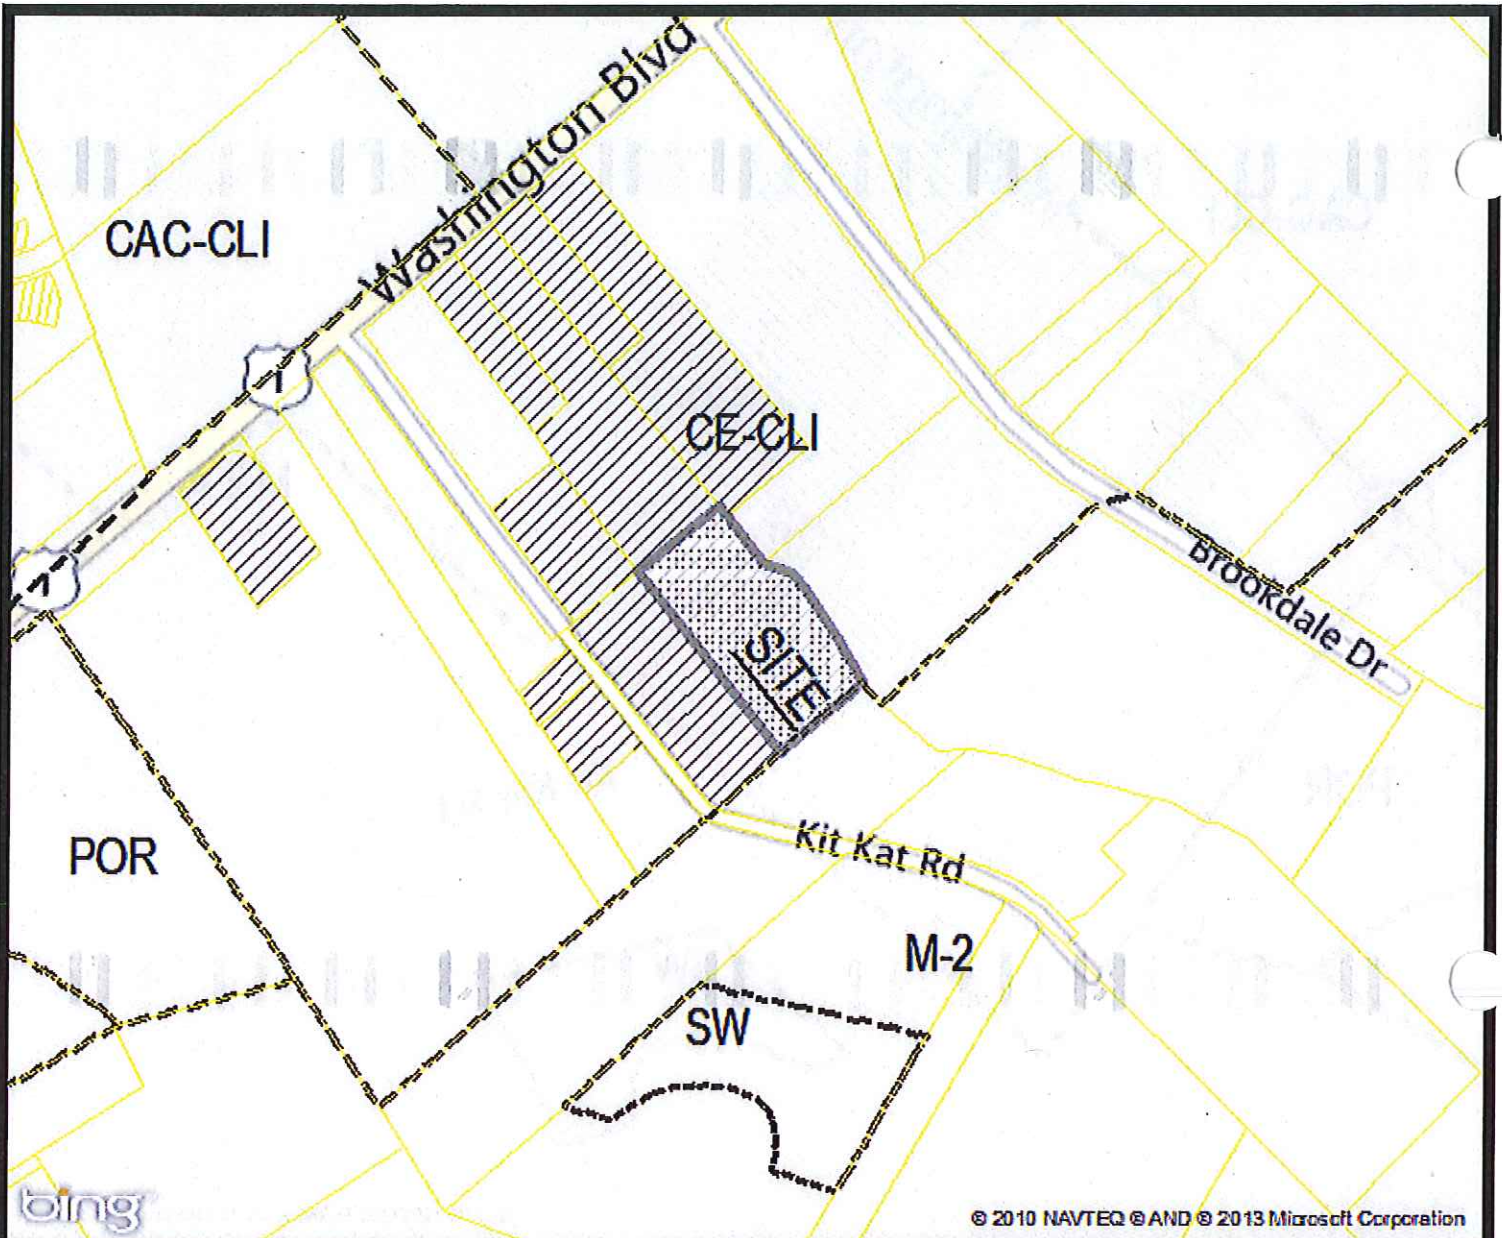 Washington Blvd
CAC-CLI
1
CE-CLI
1
Brookdale Dr
SITE
POR
Kit Kat Rd
M-2
SW
bing
© 2010 NAVTEQ © AND © 2013 Microsoft Corporation